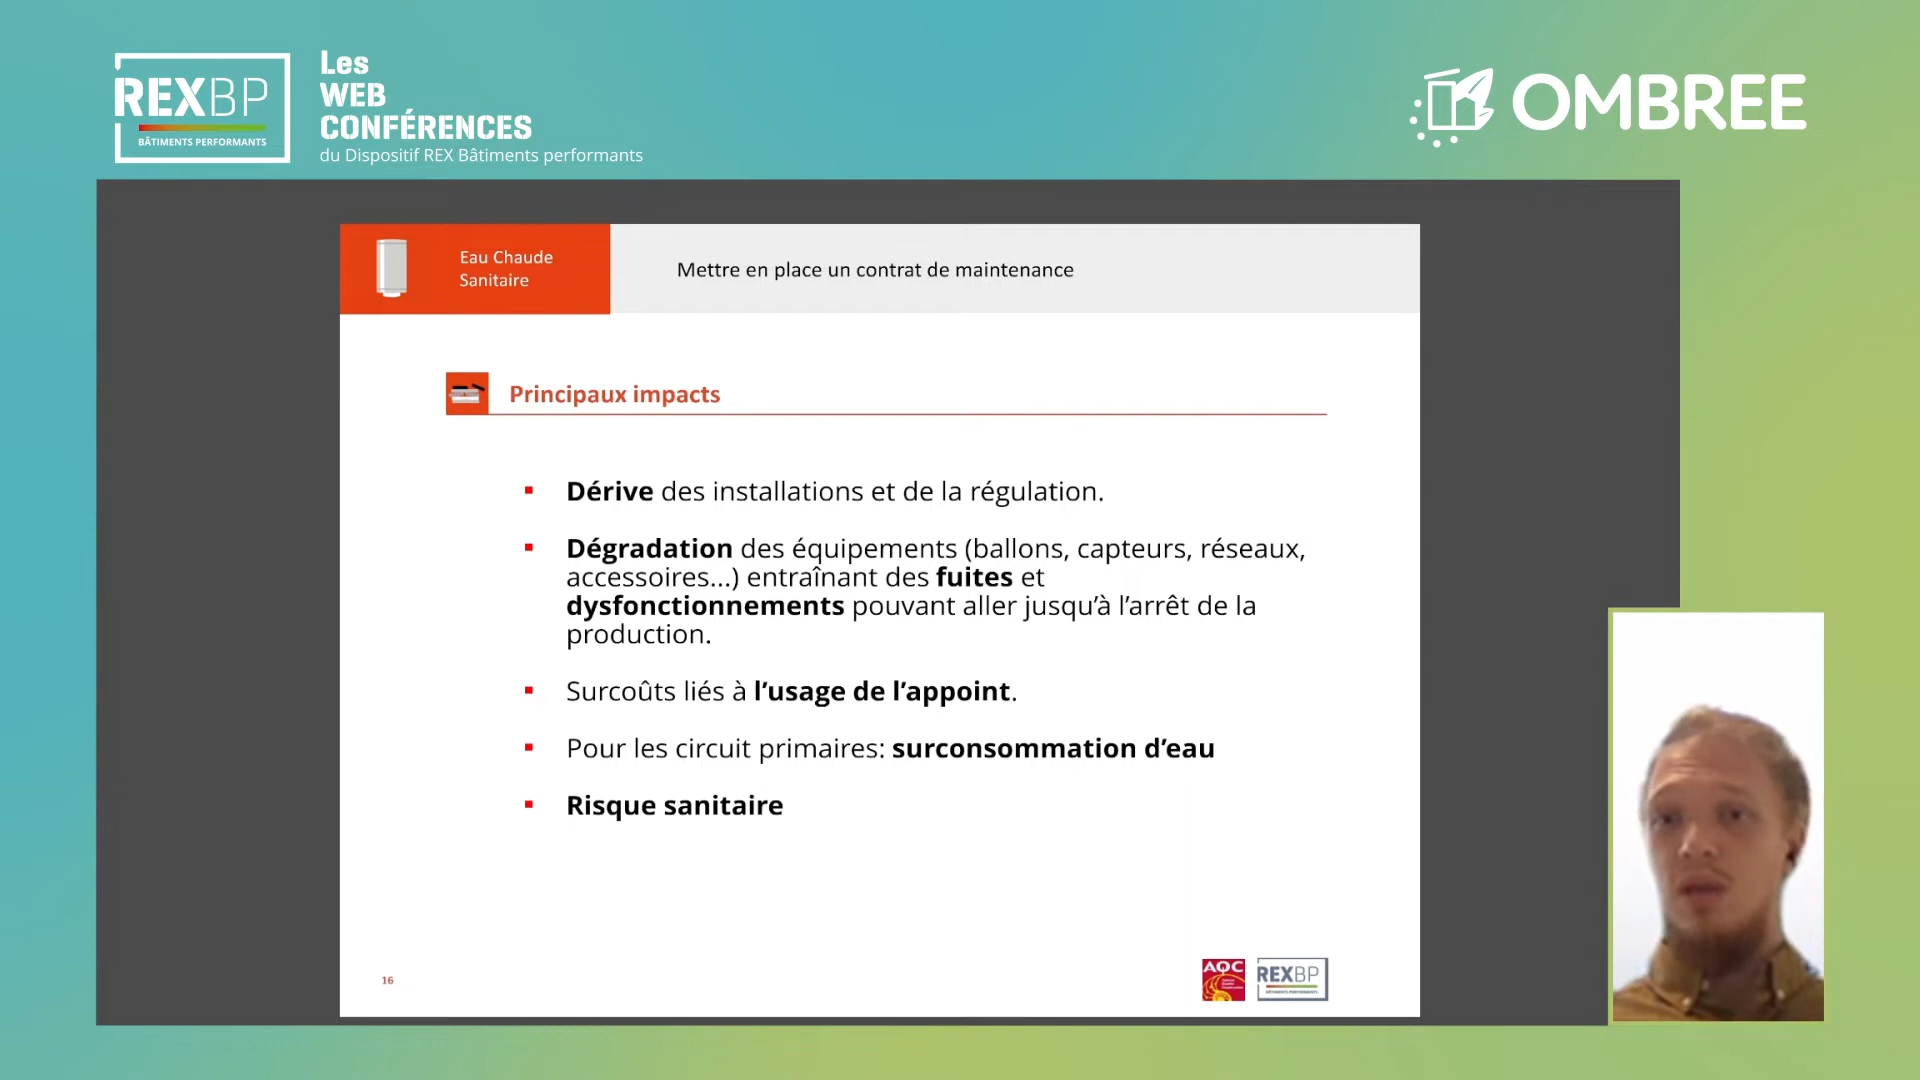 REXBP
BÂTIMENTS PERFORMANTS
Les
WEB
CONFÉRENCES
du Dispositif REX Bâtiments performants
OMBREE
Eau Chaude
Sanitaire
Mettre en place un contrat de maintenance
Principaux impacts
▪ Dérive des installations et de la régulation.
▪ Dégradation des équipements (ballons, capteurs, réseaux,
accessoires...) entraînant des fuites et
dysfonctionnements pouvant aller jusqu’à l’arrêt de la
production.
▪ Surcoûts liés à l’usage de l’appoint.
▪ Pour les circuit primaires: surconsommation d’eau
▪ Risque sanitaire
16
AQC
REXBP
BÂTIMENTS PERFORMANTS